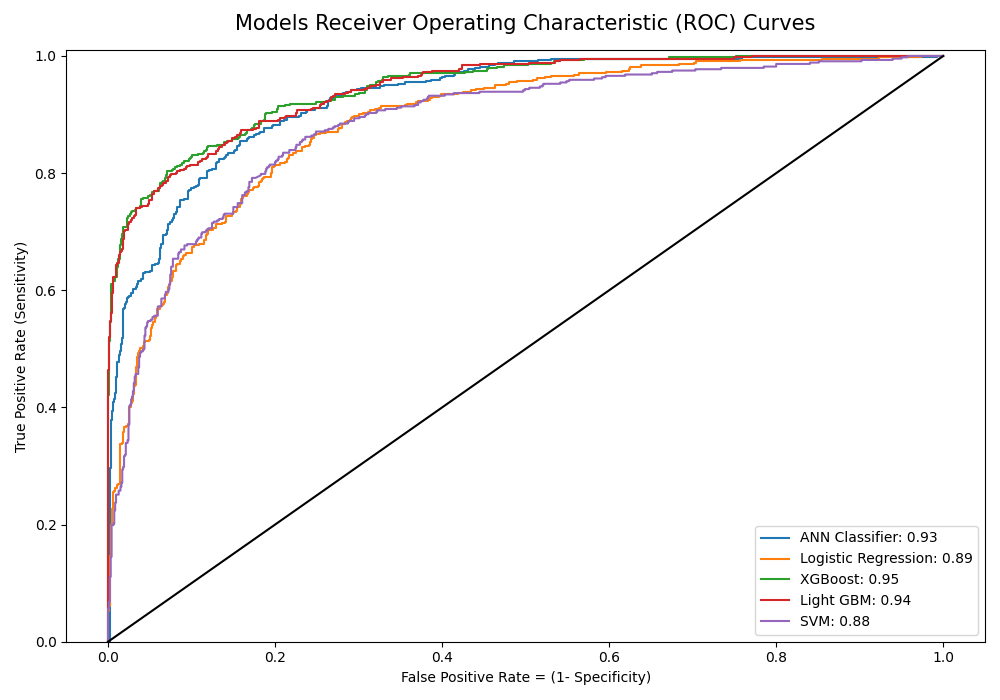 Models Receiver Operating Characteristic (ROC) Curves
1.0
0.8
0.6
0.4
0.2
0.0
True Positive Rate (Sensitivity)
ANN Classifier: 0.93
Logistic Regression: 0.89
XGBoost: 0.95
Light GBM: 0.94
SVM: 0.88
0.0 0.2 0.4 0.6 0.8 1.0
False Positive Rate = (1- Specificity)